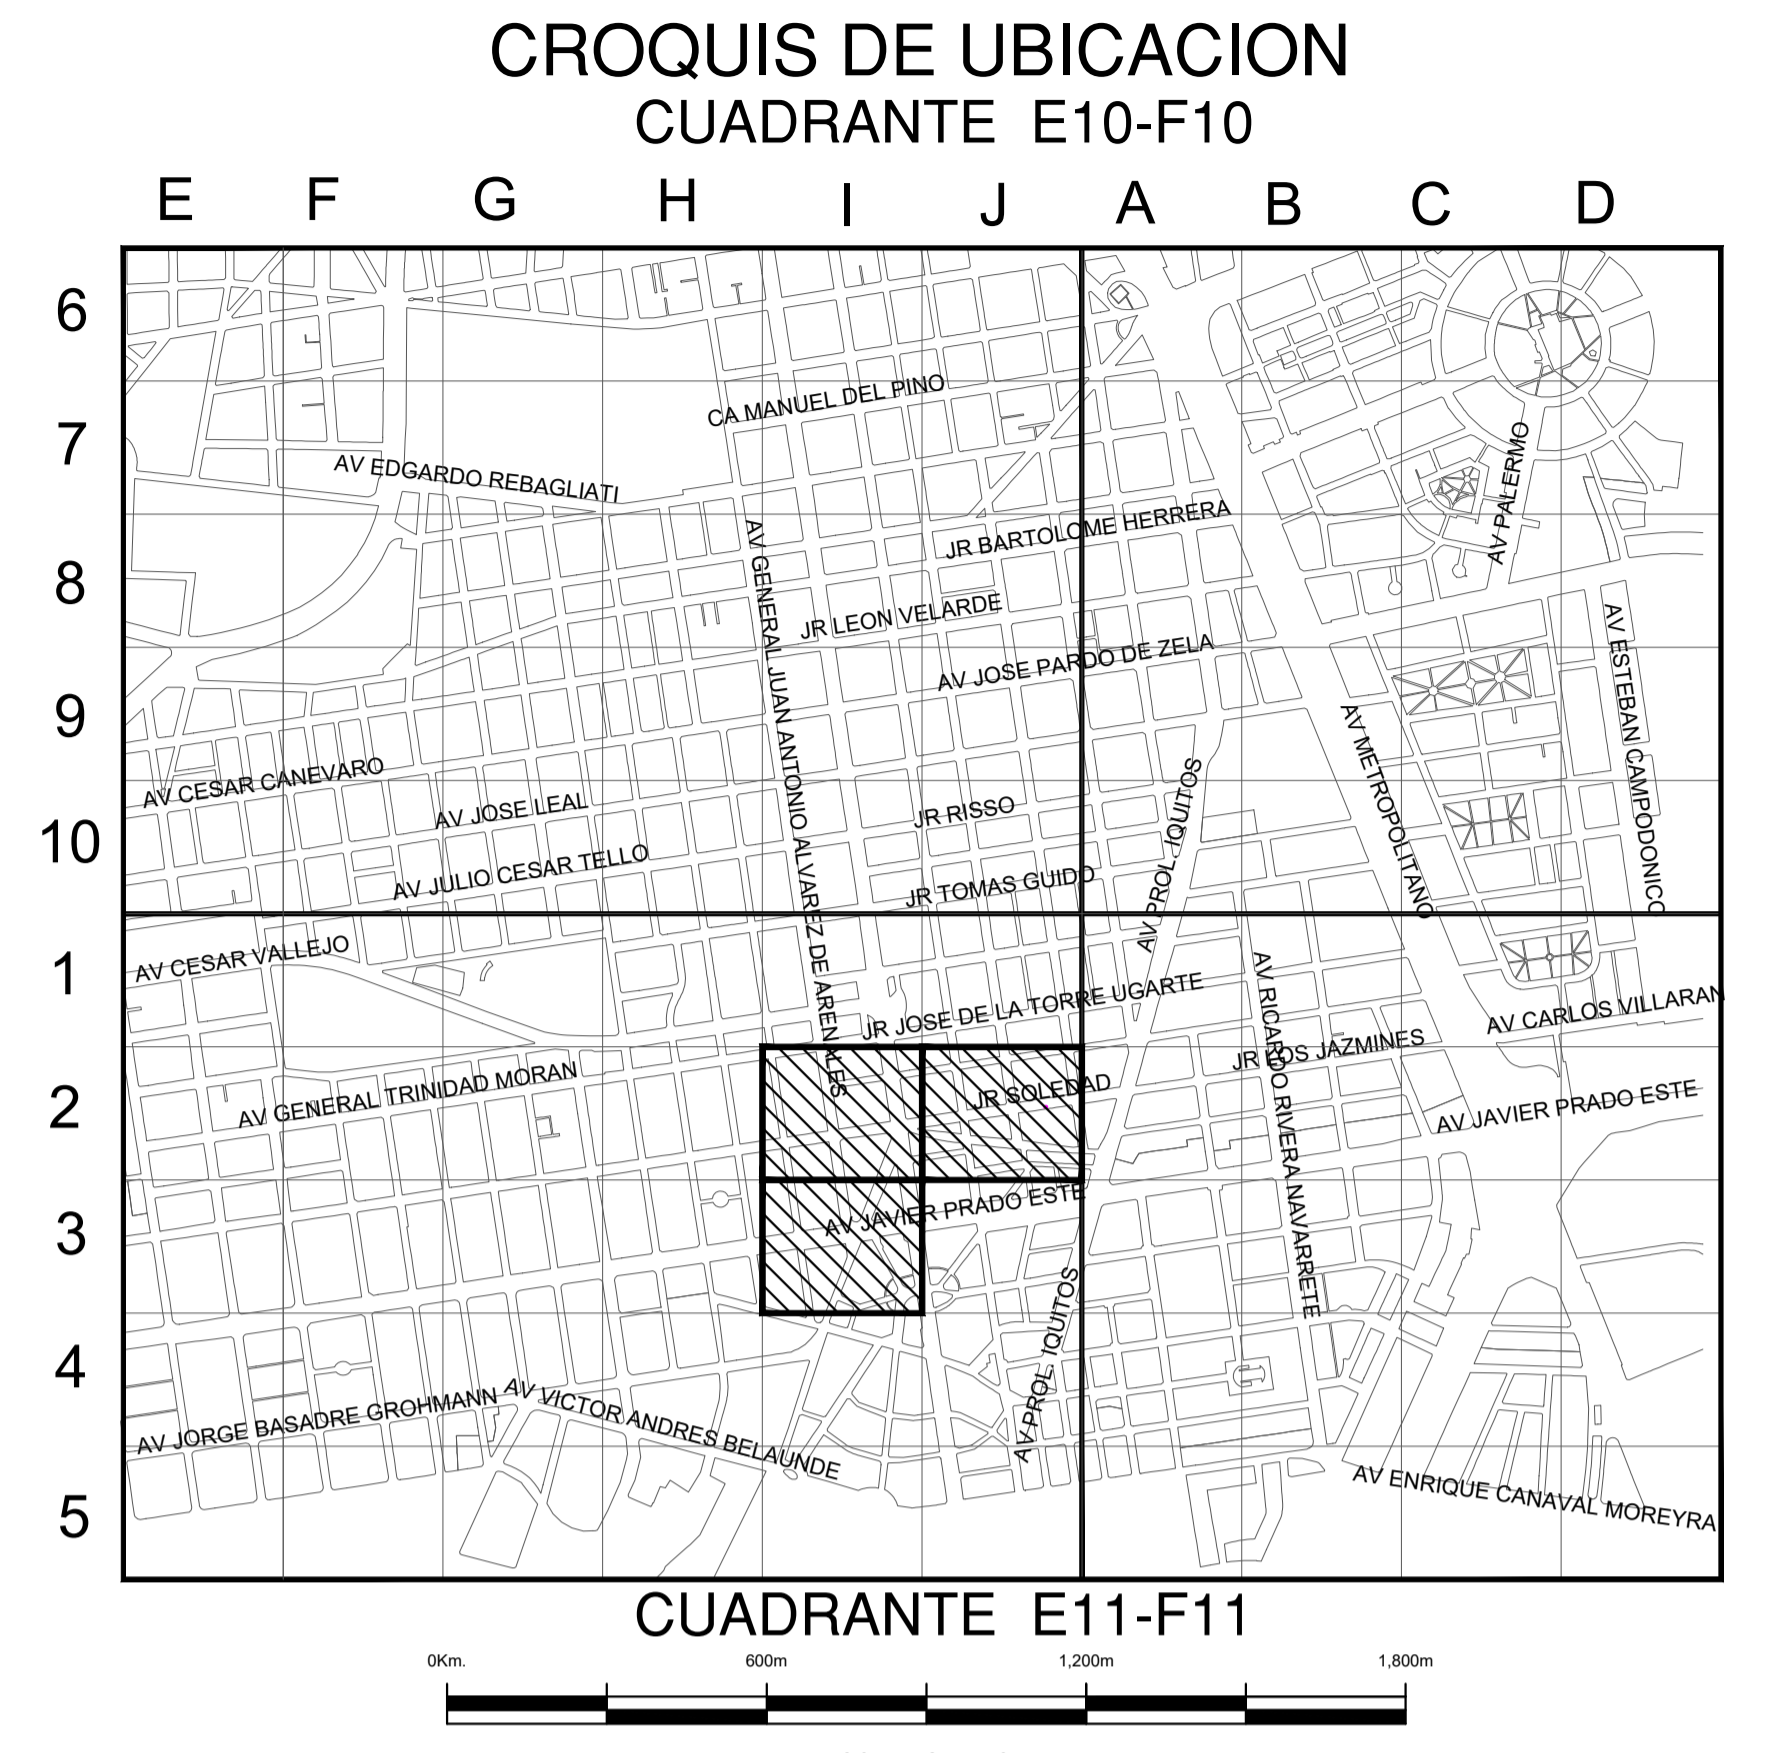 CROQUIS DE UBICACION
CUADRANTE E10-F10
E F G H I J A B C D
6
CA MANUEL DEL PINO
7
AV PALERMO
AV EDGARDO REBAGLIATI
JR BARTOLOME HERRERA
AV GENERAL JUAN ANTONIO ALVAREZ DE ARENALES
8
JR LEON VELARDE
AV ESTEBAN CAMPODONICO
AV JOSE PARDO DE ZELA
9
AV METROPOLITANO
AV CESAR CANEVARO
AV PROL. IQUITOS
AV JOSE LEAL
JR RISSO
10
AV JULIO CESAR TELLO
JR TOMAS GUIDO
AV CESAR VALLEJO
1
AV RICARDO RIVERA NAVARRETE
JR JOSE DE LA TORRE UGARTE
AV CARLOS VILLARAN
JR LOS JAZMINES
AV GENERAL TRINIDAD MORAN
2
JR SOLEDAD
AV JAVIER PRADO ESTE
3
AV JAVIER PRADO ESTE
AV PROL. IQUITOS
4
AV JORGE BASADRE GROHMANN
AV VICTOR ANDRES BELAUNDE
AV ENRIQUE CANAVAL MOREYRA
5
CUADRANTE E11-F11
0Km. 600m 1,200m 1,800m